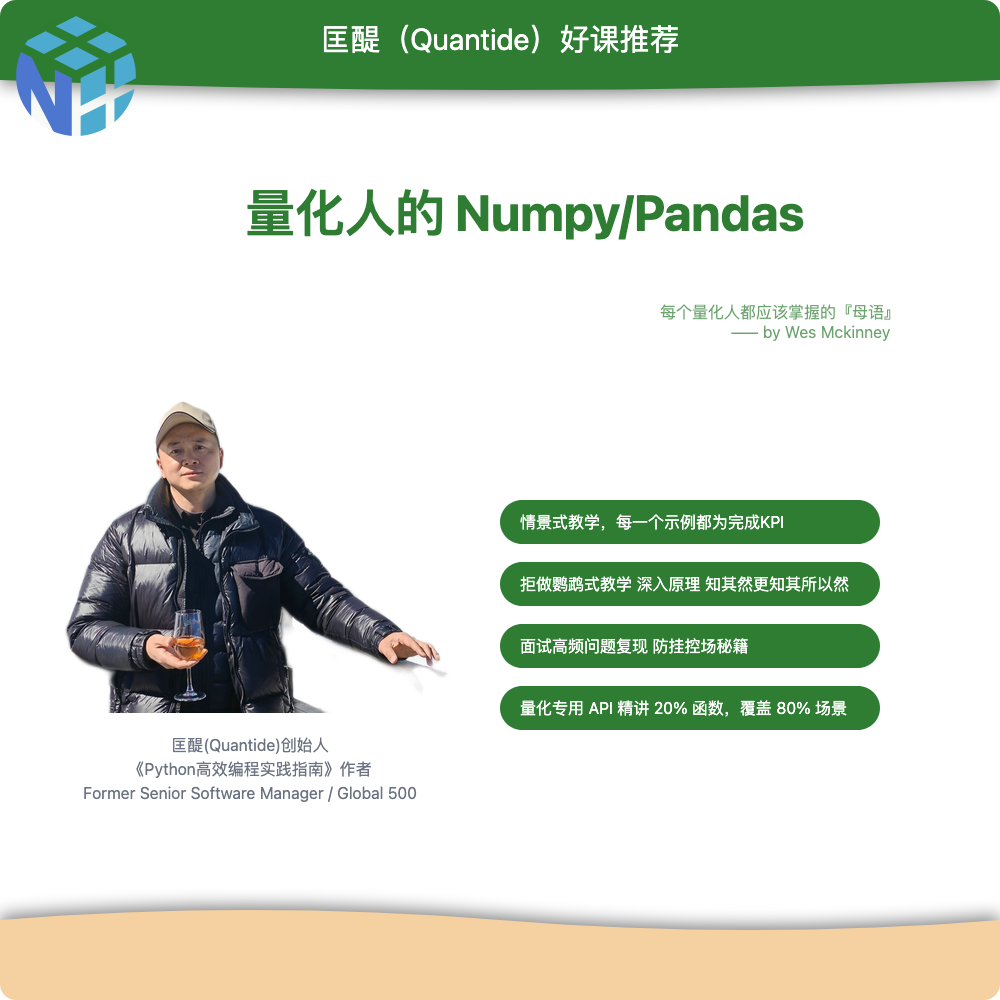 匡醍（Quantide）好课推荐
量化人的 Numpy/Pandas
每个量化人都应该掌握的『母语』
—— by Wes Mckinney
情景式教学，每一个示例都为完成KPI
拒做鹦鹉式教学 深入原理 知其然更知其所以然
面试高频问题复现 防挂控场秘籍
量化专用 API 精讲 20% 函数，覆盖 80% 场景
匡醍(Quantide)创始人
《Python高效编程实践指南》作者
Former Senior Software Manager / Global 500